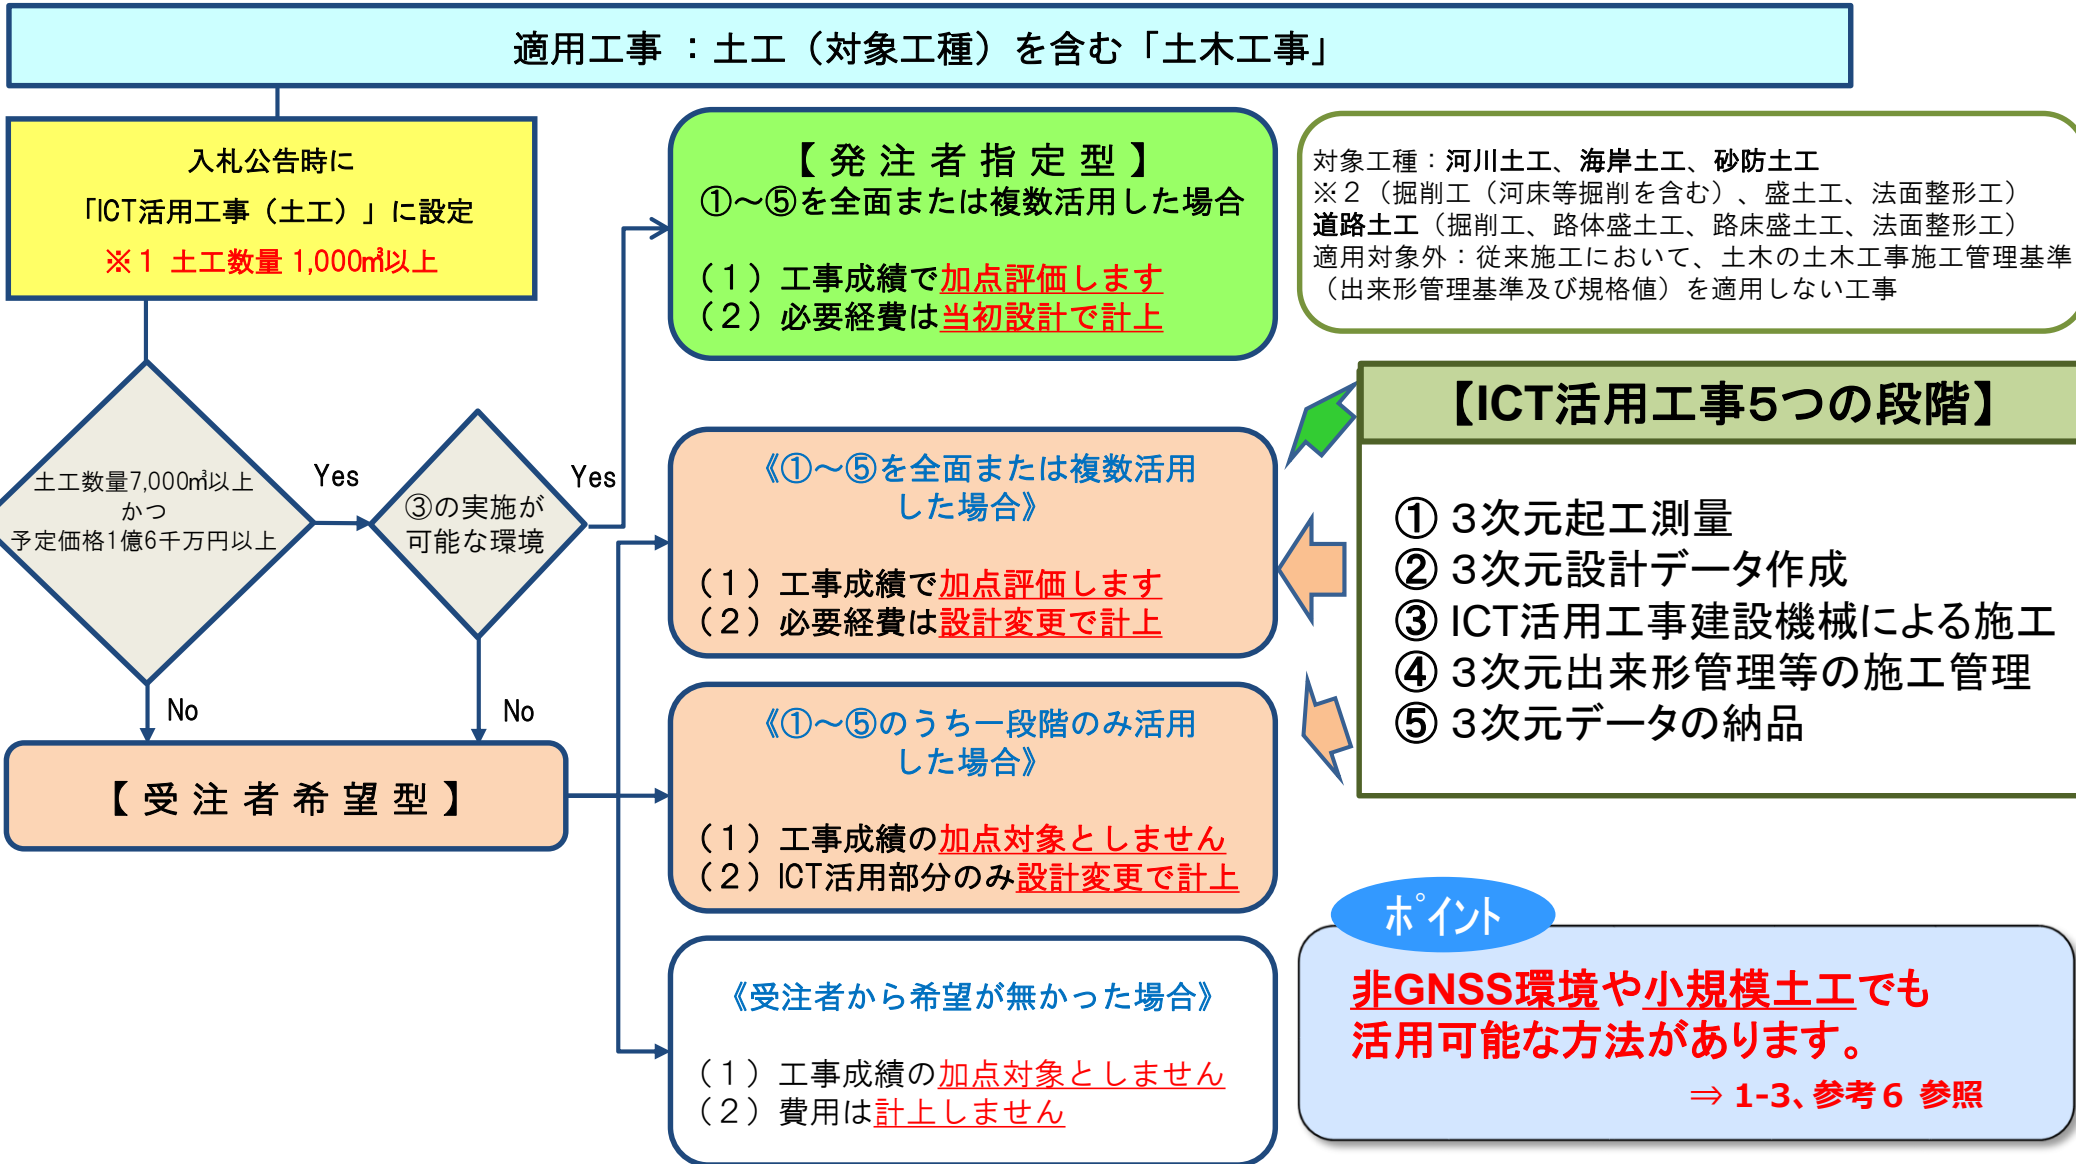 適用工事 ：土工（対象工種）を含む「土木工事」
入札公告時に
「ICT活用工事（土工）」に設定
※１ 土工数量 1,000㎥以上
土工数量7,000㎥以上
かつ
予定価格1億6千万円以上
Yes
No
③の実施が
可能な環境
Yes
No
【 受 注 者 希 望 型 】
【 発 注 者 指 定 型 】
①～⑤を全面または複数活用した場合
（１）工事成績で加点評価します
（２）必要経費は当初設計で計上
《①～⑤を全面または複数活用
した場合》
（１）工事成績で加点評価します
（２）必要経費は設計変更で計上
《①～⑤のうち一段階のみ活用
した場合》
（１）工事成績の加点対象としません
（２）ICT活用部分のみ設計変更で計上
《受注者から希望が無かった場合》
（１）工事成績の加点対象としません
（２）費用は計上しません
対象工種：河川土工、海岸土工、砂防土工
※２（掘削工（河床等掘削を含む）、盛土工、法面整形工）
道路土工（掘削工、路体盛土工、路床盛土工、法面整形工）
適用対象外：従来施工において、土木の土木工事施工管理基準
（出来形管理基準及び規格値）を適用しない工事
【ICT活用工事5つの段階】
① 3次元起工測量
② 3次元設計データ作成
③ ICT活用工事建設機械による施工
④ 3次元出来形管理等の施工管理
⑤ 3次元データの納品
ﾎﾟｲﾝﾄ
非GNSS環境や小規模土工でも
活用可能な方法があります。
⇒ 1-3、参考６ 参照